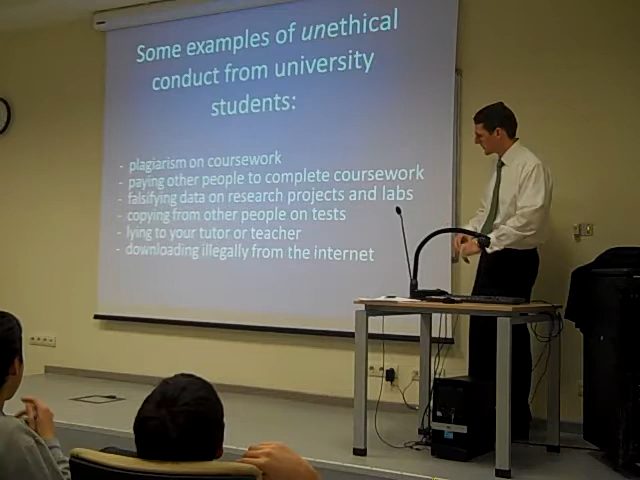 Some examples of unethical
conduct from university
students:
- plagiarism on coursework
- paying other people to complete coursework
- falsifying data on research projects and labs
- copying from other people on tests
- lying to your tutor or teacher
- downloading illegally from the internet